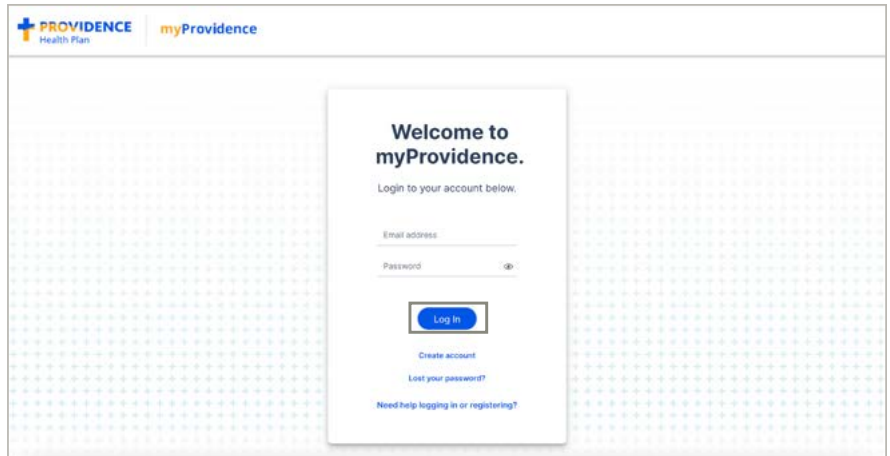 PROVIDENCE
Health Plan
myProvidence
Welcome to
myProvidence.
Login to your account below.
Email address
Password
Log In
Create account
Lost your password?
Need help logging in or registering?